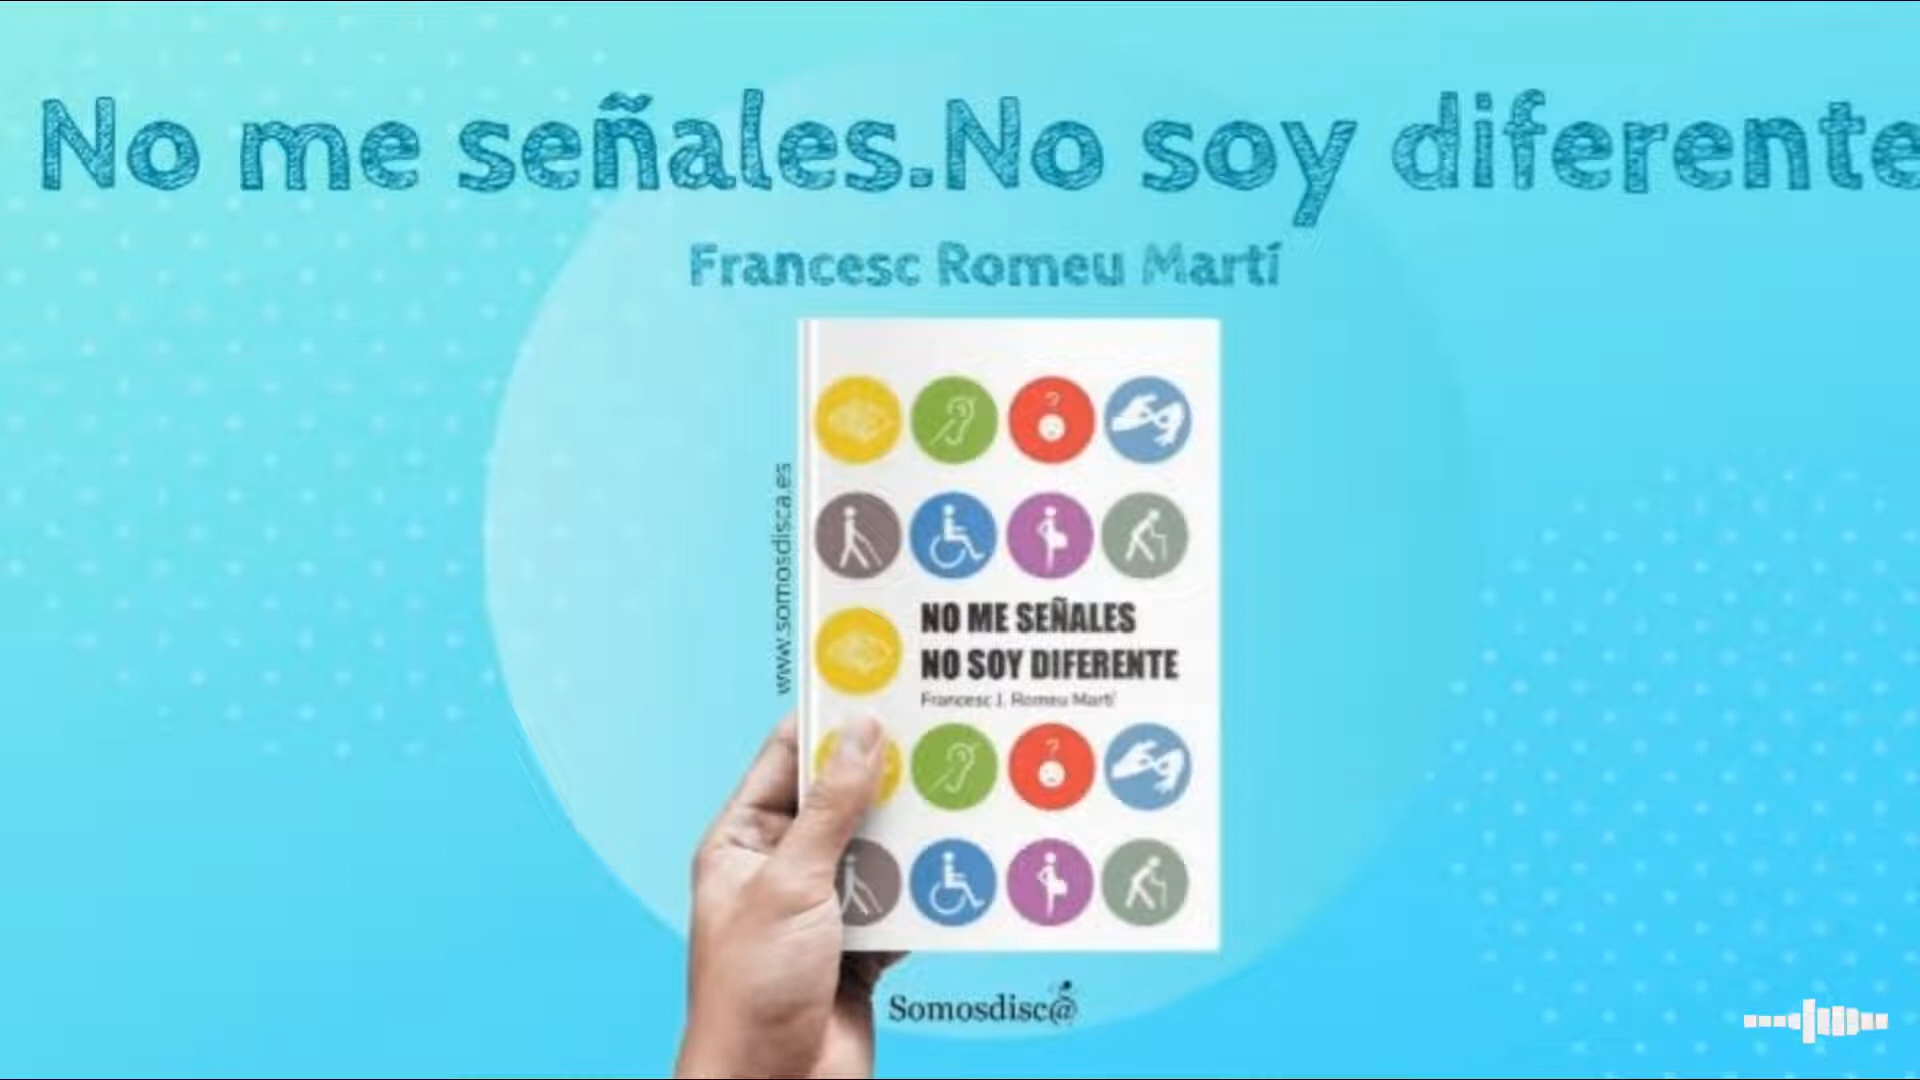 No me señales.No soy diferente
Francesc Romeu Martí
www.somosdisca.es
NO ME SEÑALES
NO SOY DIFERENTE
Francesc J. Romeu Martí
Somosdisc@